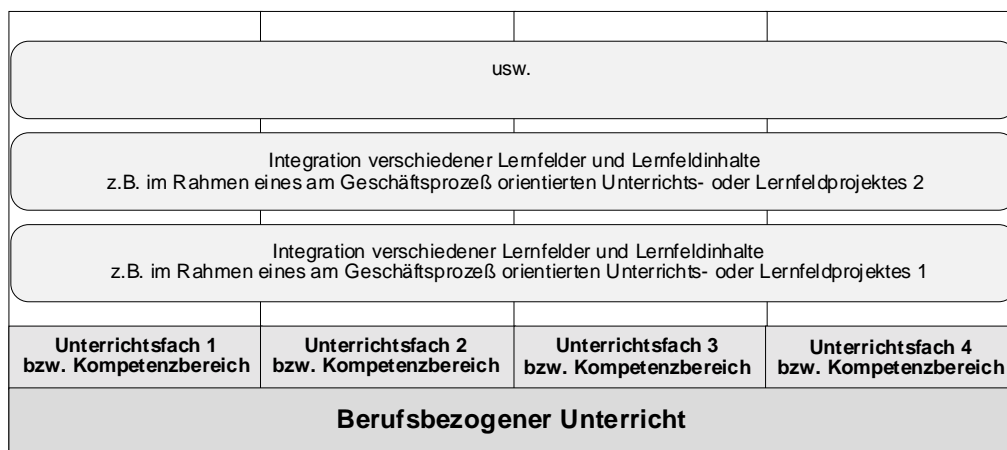 usw.
Integration verschiedener Lernfelder und Lernfeldinhalte
z.B. im Rahmen eines am Geschäftsprozeß orientierten Unterrichts- oder Lernfeldprojektes 2
Integration verschiedener Lernfelder und Lernfeldinhalte
z.B. im Rahmen eines am Geschäftsprozeß orientierten Unterrichts- oder Lernfeldprojektes 1
Unterrichtsfach 1
bzw. Kompetenzbereich
Unterrichtsfach 2
bzw. Kompetenzbereich
Unterrichtsfach 3
bzw. Kompetenzbereich
Unterrichtsfach 4
bzw. Kompetenzbereich
Berufsbezogener Unterricht